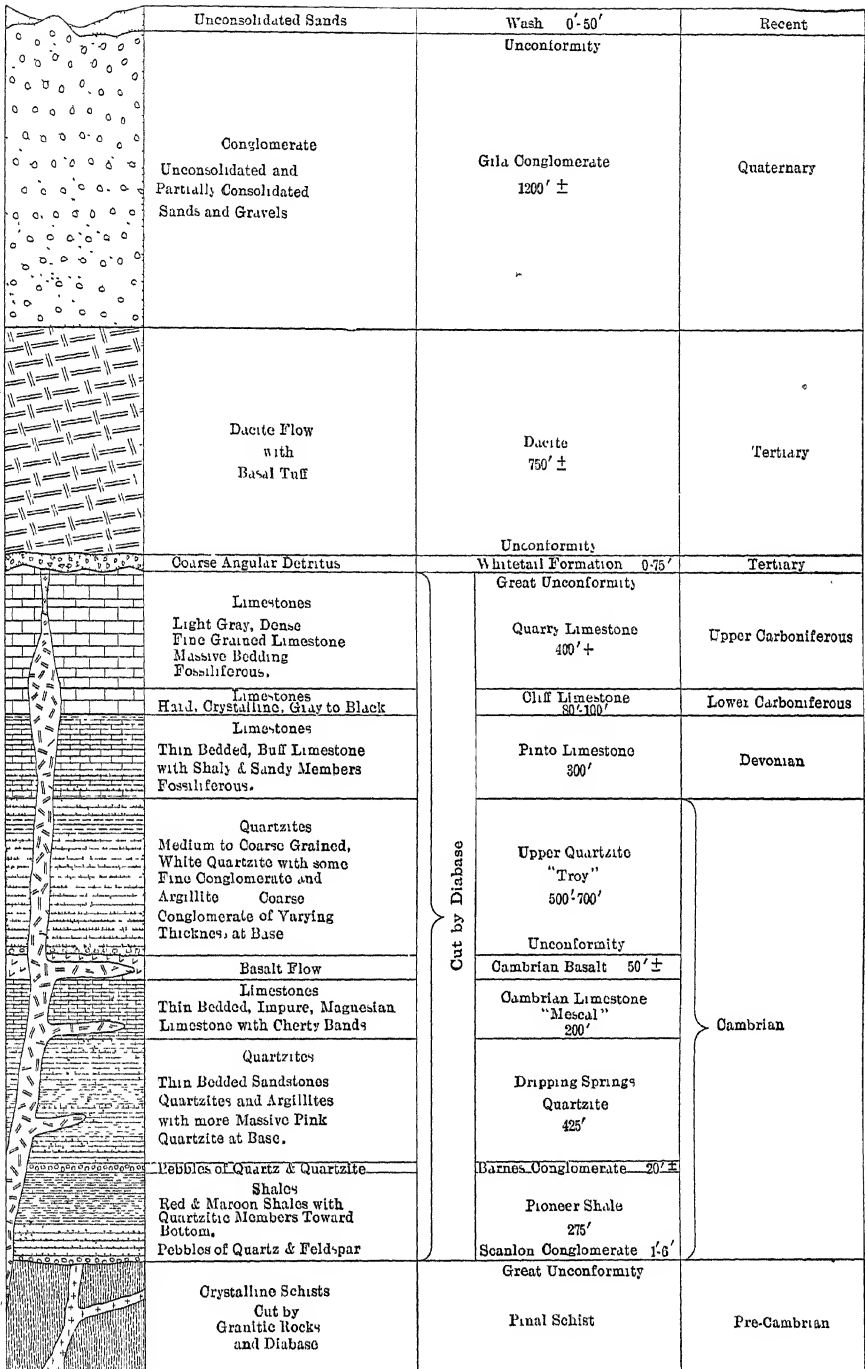 Unconsolidated Sands
Wash 0'-50'
Recent
Unconformity
Conglomerate
Unconsolidated and
Partially Consolidated
Sands and Gravels
Gila Conglomerate
1200' ±
Quaternary
Dacite Flow
with
Basal Tuff
Dacite
750' ±
Tertiary
Unconformity
Coarse Angular Detritus
Whitetail Formation 0-75'
Tertiary
Great Unconformity
Limestones
Light Gray, Dense
Fine Grained Limestone
Massive Bedding
Fossiliferous.
Quarry Limestone
400'+
Upper Carboniferous
Limestones
Hard, Crystalline, Gray to Black
Cliff Limestone
80'-100'
Lower Carboniferous
Limestones
Thin Bedded, Buff Limestone
with Shaly & Sandy Members
Fossiliferous.
Pinto Limestone
300'
Devonian
Cut by Diabase
Quartzites
Medium to Coarse Grained,
White Quartzite with some
Fine Conglomerate and
Argillite Coarse
Conglomerate of Varying
Thickness at Base
Upper Quartzite
"Troy"
500'-700'
Unconformity
Basalt Flow
Cambrian Basalt 50' ±
Limestones
Thin Bedded, Impure, Magnesian
Limestone with Cherty Bands
Cambrian Limestone
"Mescal"
200'
Cambrian
Quartzites
Thin Bedded Sandstones
Quartzites and Argillites
with more Massive Pink
Quartzite at Base.
Dripping Springs
Quartzite
425'
Pebbles of Quartz & Quartzite
Barnes Conglomerate 20' ±
Shales
Red & Maroon Shales with
Quartzitic Members Toward
Bottom.
Pebbles of Quartz & Feldspar
Pioneer Shale
275'
Scanlon Conglomerate 1'-6'
Great Unconformity
Crystalline Schists
Cut by
Granitic Rocks
and Diabase
Pinal Schist
Pre-Cambrian